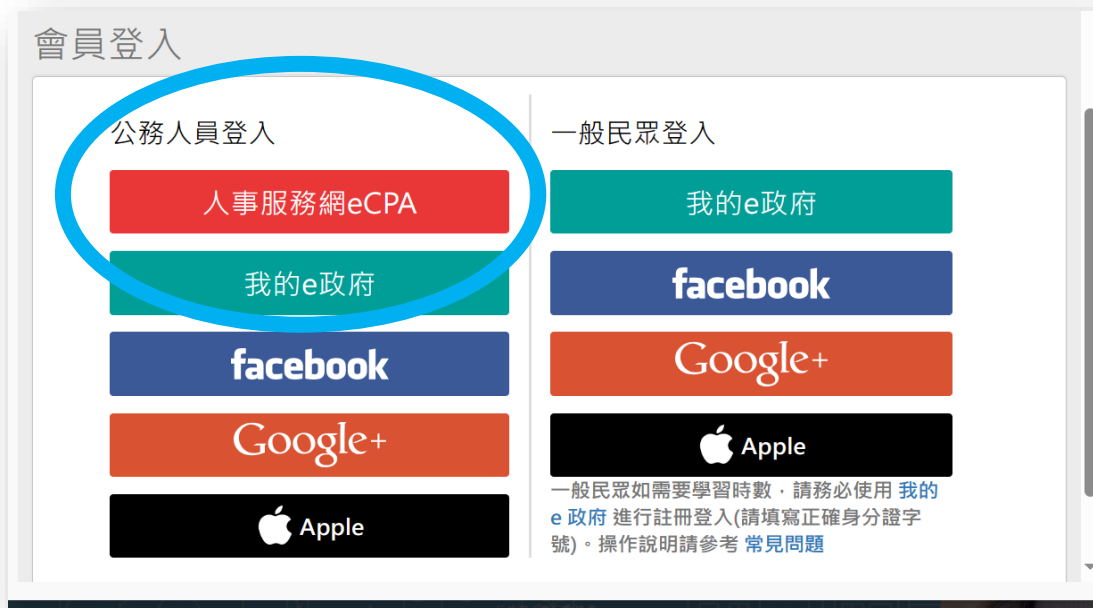 會員登入
公務人員登入
人事服務網eCPA
我的e政府
facebook
Google+
Apple
一般民眾登入
我的e政府
facebook
Google+
Apple
一般民眾如需要學習時數，請務必使用 我的
e 政府 進行註冊登入(請填寫正確身分證字
號)。操作說明請參考 常見問題